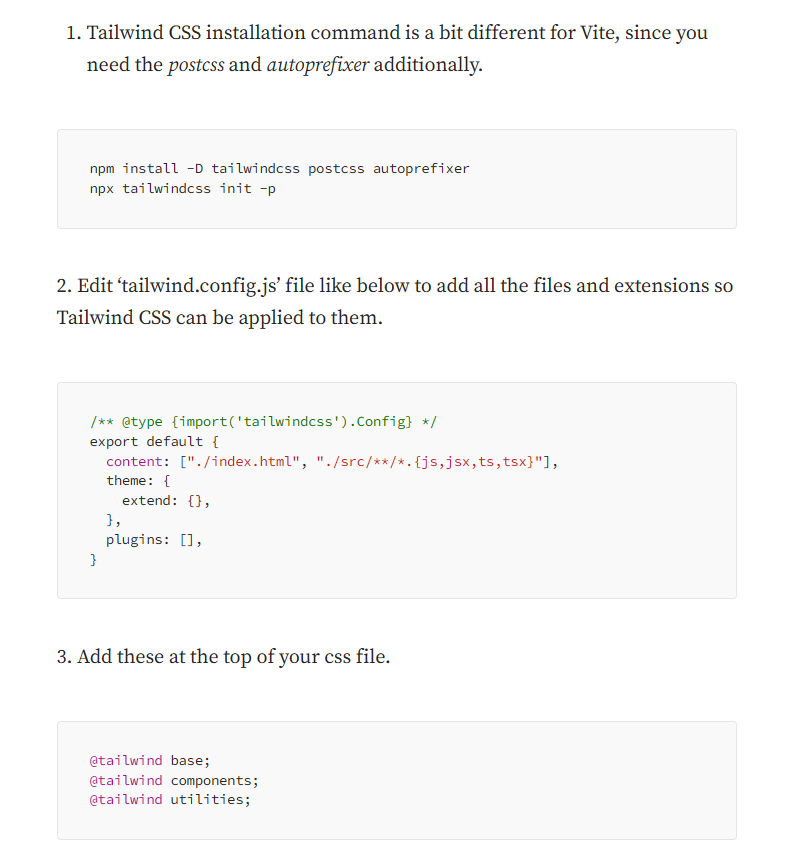 1. Tailwind CSS installation command is a bit different for Vite, since you
need the postcss and autoprefixer additionally.
npm install -D tailwindcss postcss autoprefixer
npx tailwindcss init -p
2. Edit ‘tailwind.config.js’ file like below to add all the files and extensions so
Tailwind CSS can be applied to them.
/** @type {import('tailwindcss').Config} */
export default {
  content: ["./index.html", "./src/**/*.{js,jsx,ts,tsx}"],
  theme: {
    extend: {},
  },
  plugins: [],
}
3. Add these at the top of your css file.
@tailwind base;
@tailwind components;
@tailwind utilities;